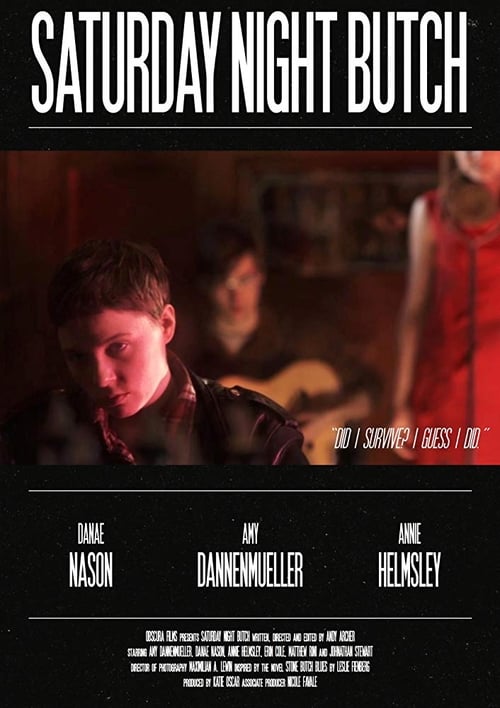 SATURDAY NIGHT BUTCH
"DID I SURVIVE? I GUESS I DID."
DANAE NASON
AMY DANNENMUELLER
ANNIE HELMSLEY
OBSCURA FILMS PRESENTS SATURDAY NIGHT BUTCH WRITTEN, DIRECTED AND EDITED BY ANDY ARCHER
STARRING AMY DANNENMUELLER, DANAE NASON, ANNIE HELMSLEY, ERIN COLE, MATTHEW RINI AND JOHNATHAN STEWART
DIRECTOR OF PHOTOGRAPHY MAXIMILIAN A. LEWIN INSPIRED BY THE NOVEL STONE BUTCH BLUES BY LESLIE FIENBERG
PRODUCED BY KATIE OSCAR ASSOCIATE PRODUCER NICOLE FAVALE